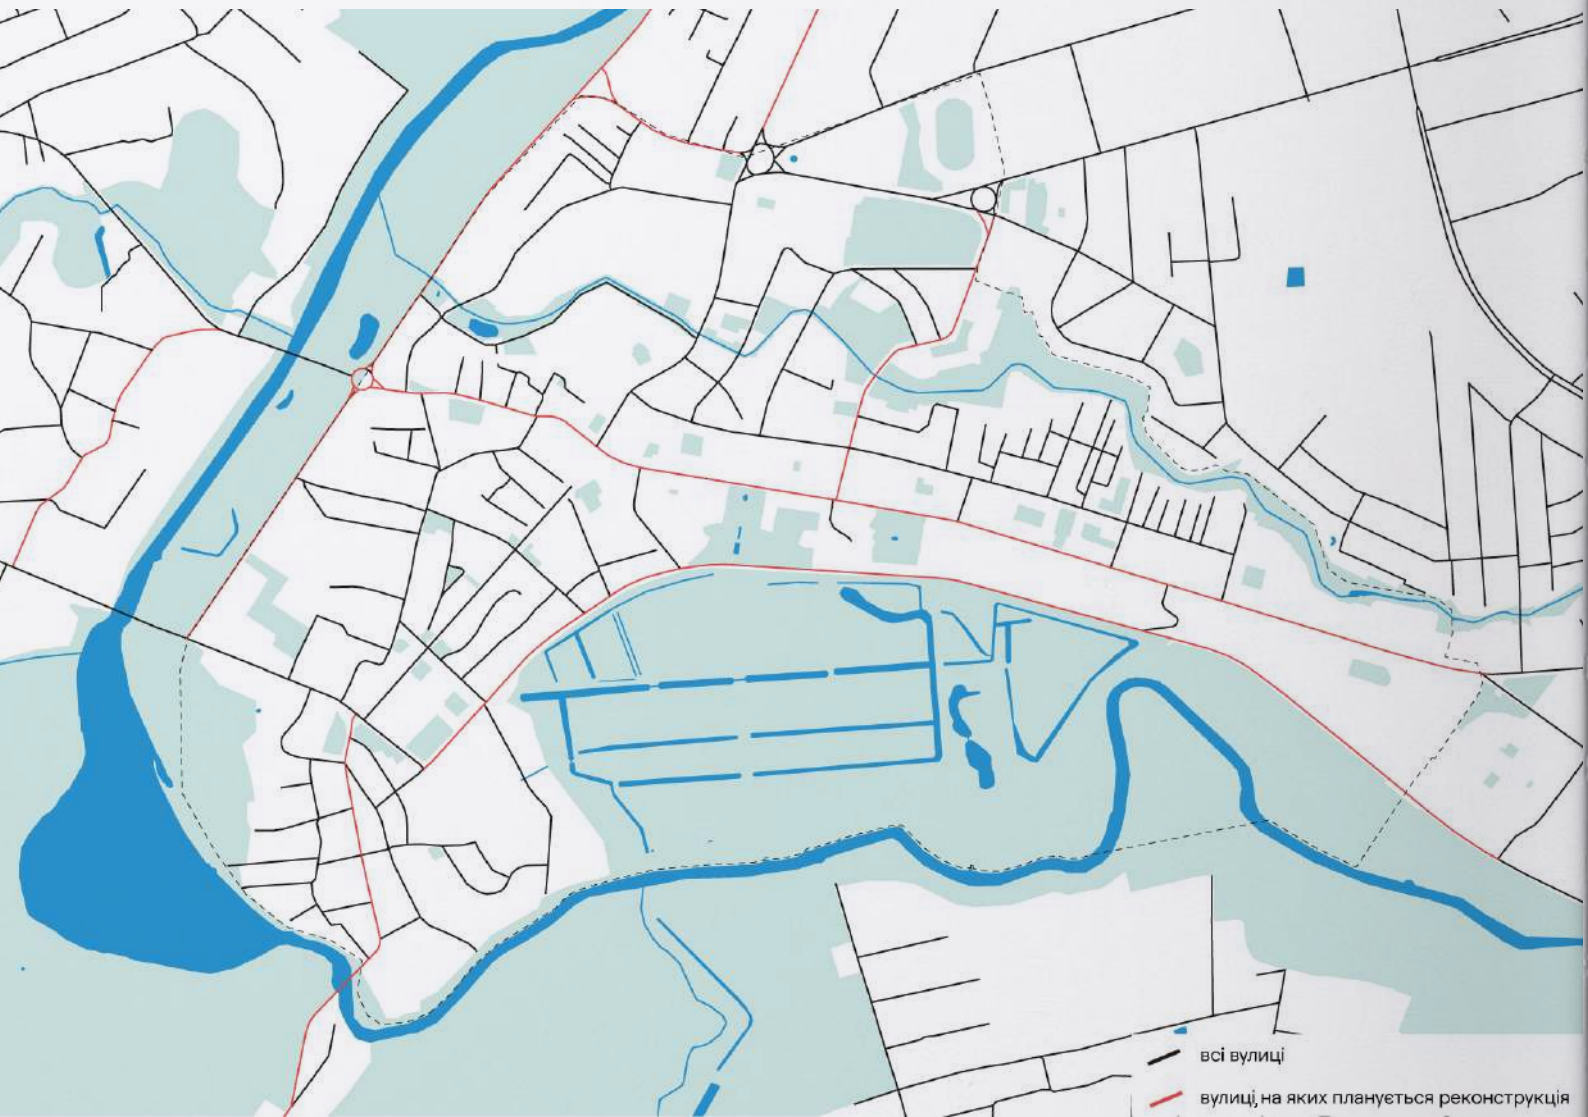 всі вулиці
вулиці, на яких планується реконструкція